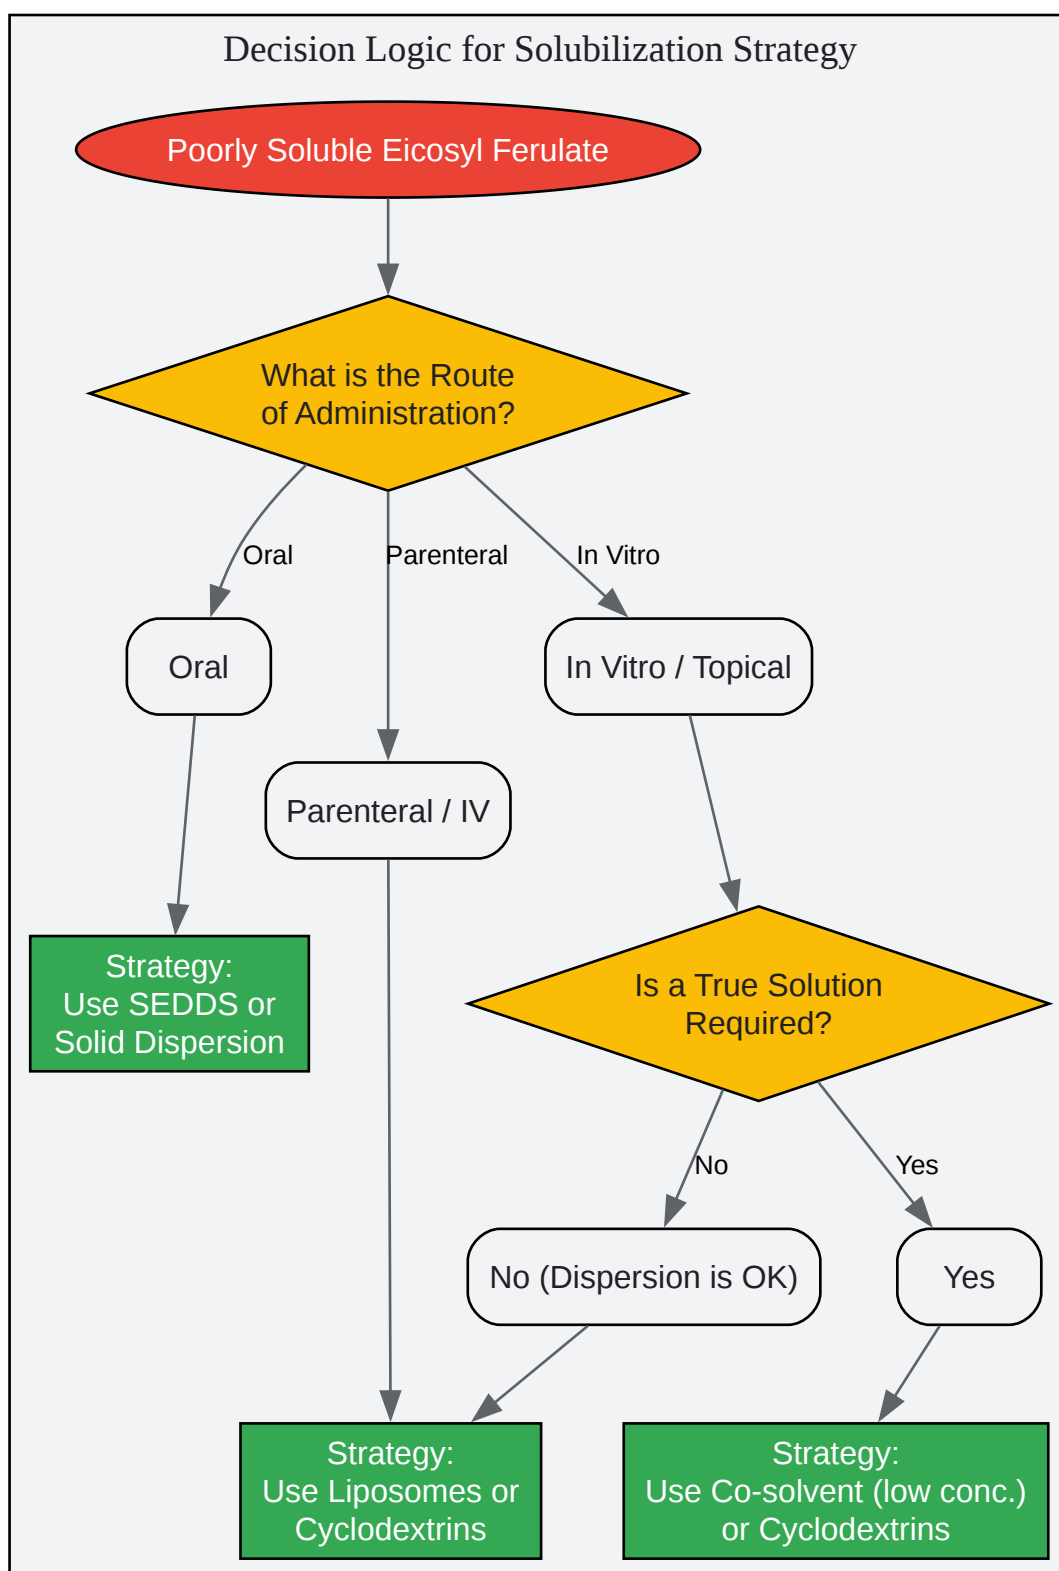 Decision Logic for Solubilization Strategy
Poorly Soluble Eicosyl Ferulate
What is the Route
of Administration?
Oral
Parenteral
In Vitro
Oral
In Vitro / Topical
Parenteral / IV
Strategy:
Use SEDDS or
Solid Dispersion
Is a True Solution
Required?
No
Yes
No (Dispersion is OK)
Yes
Strategy:
Use Liposomes or
Cyclodextrins
Strategy:
Use Co-solvent (low conc.)
or Cyclodextrins